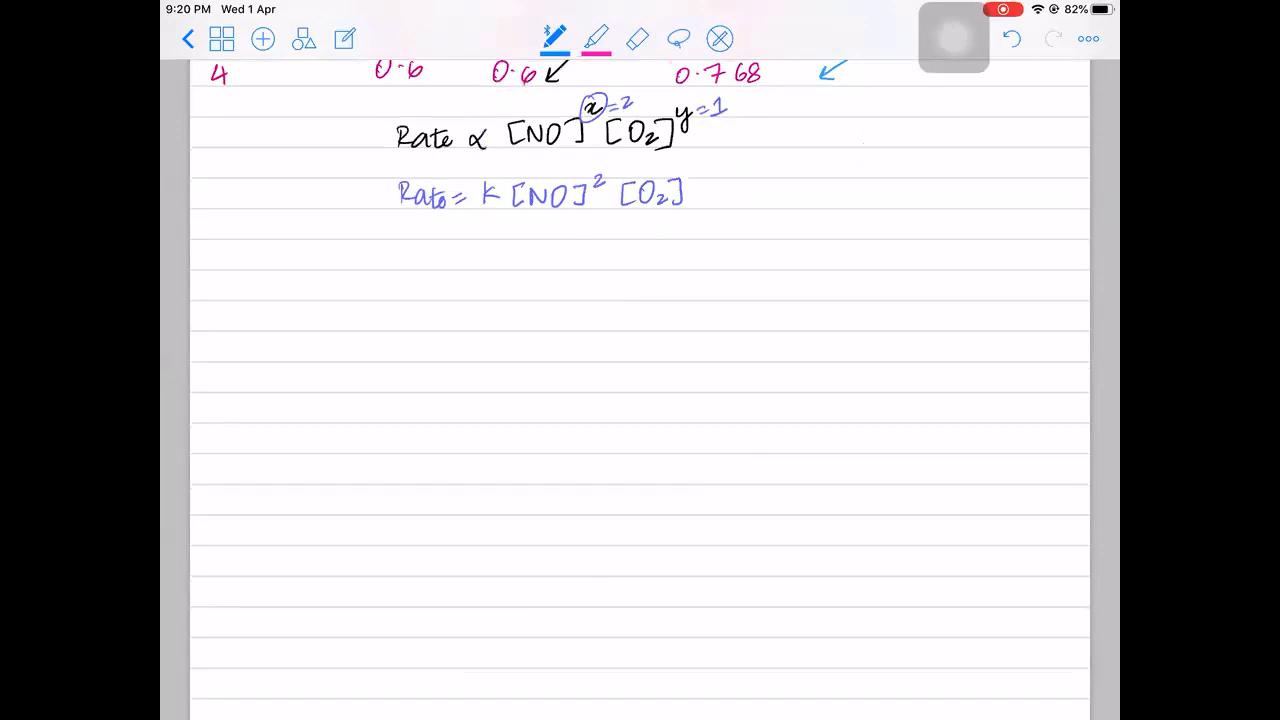 9:20 PM Wed 1 Apr 82%
4 0.6 0.6 0.768
x=2 y=1
Rate ∝ [NO]^x [O₂]^y
Rate = K [NO]² [O₂]